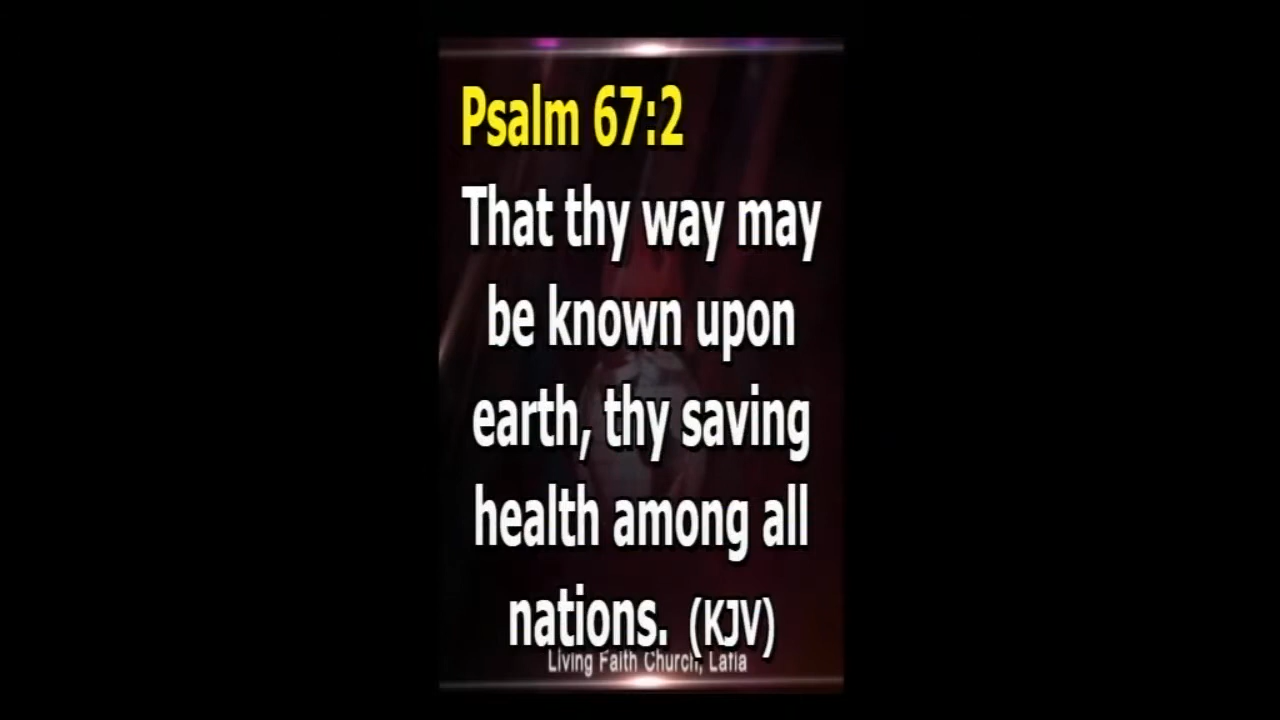 Psalm 67:2
That thy way may
be known upon
earth, thy saving
health among all
nations. (KJV)
Living Faith Church, Lafia